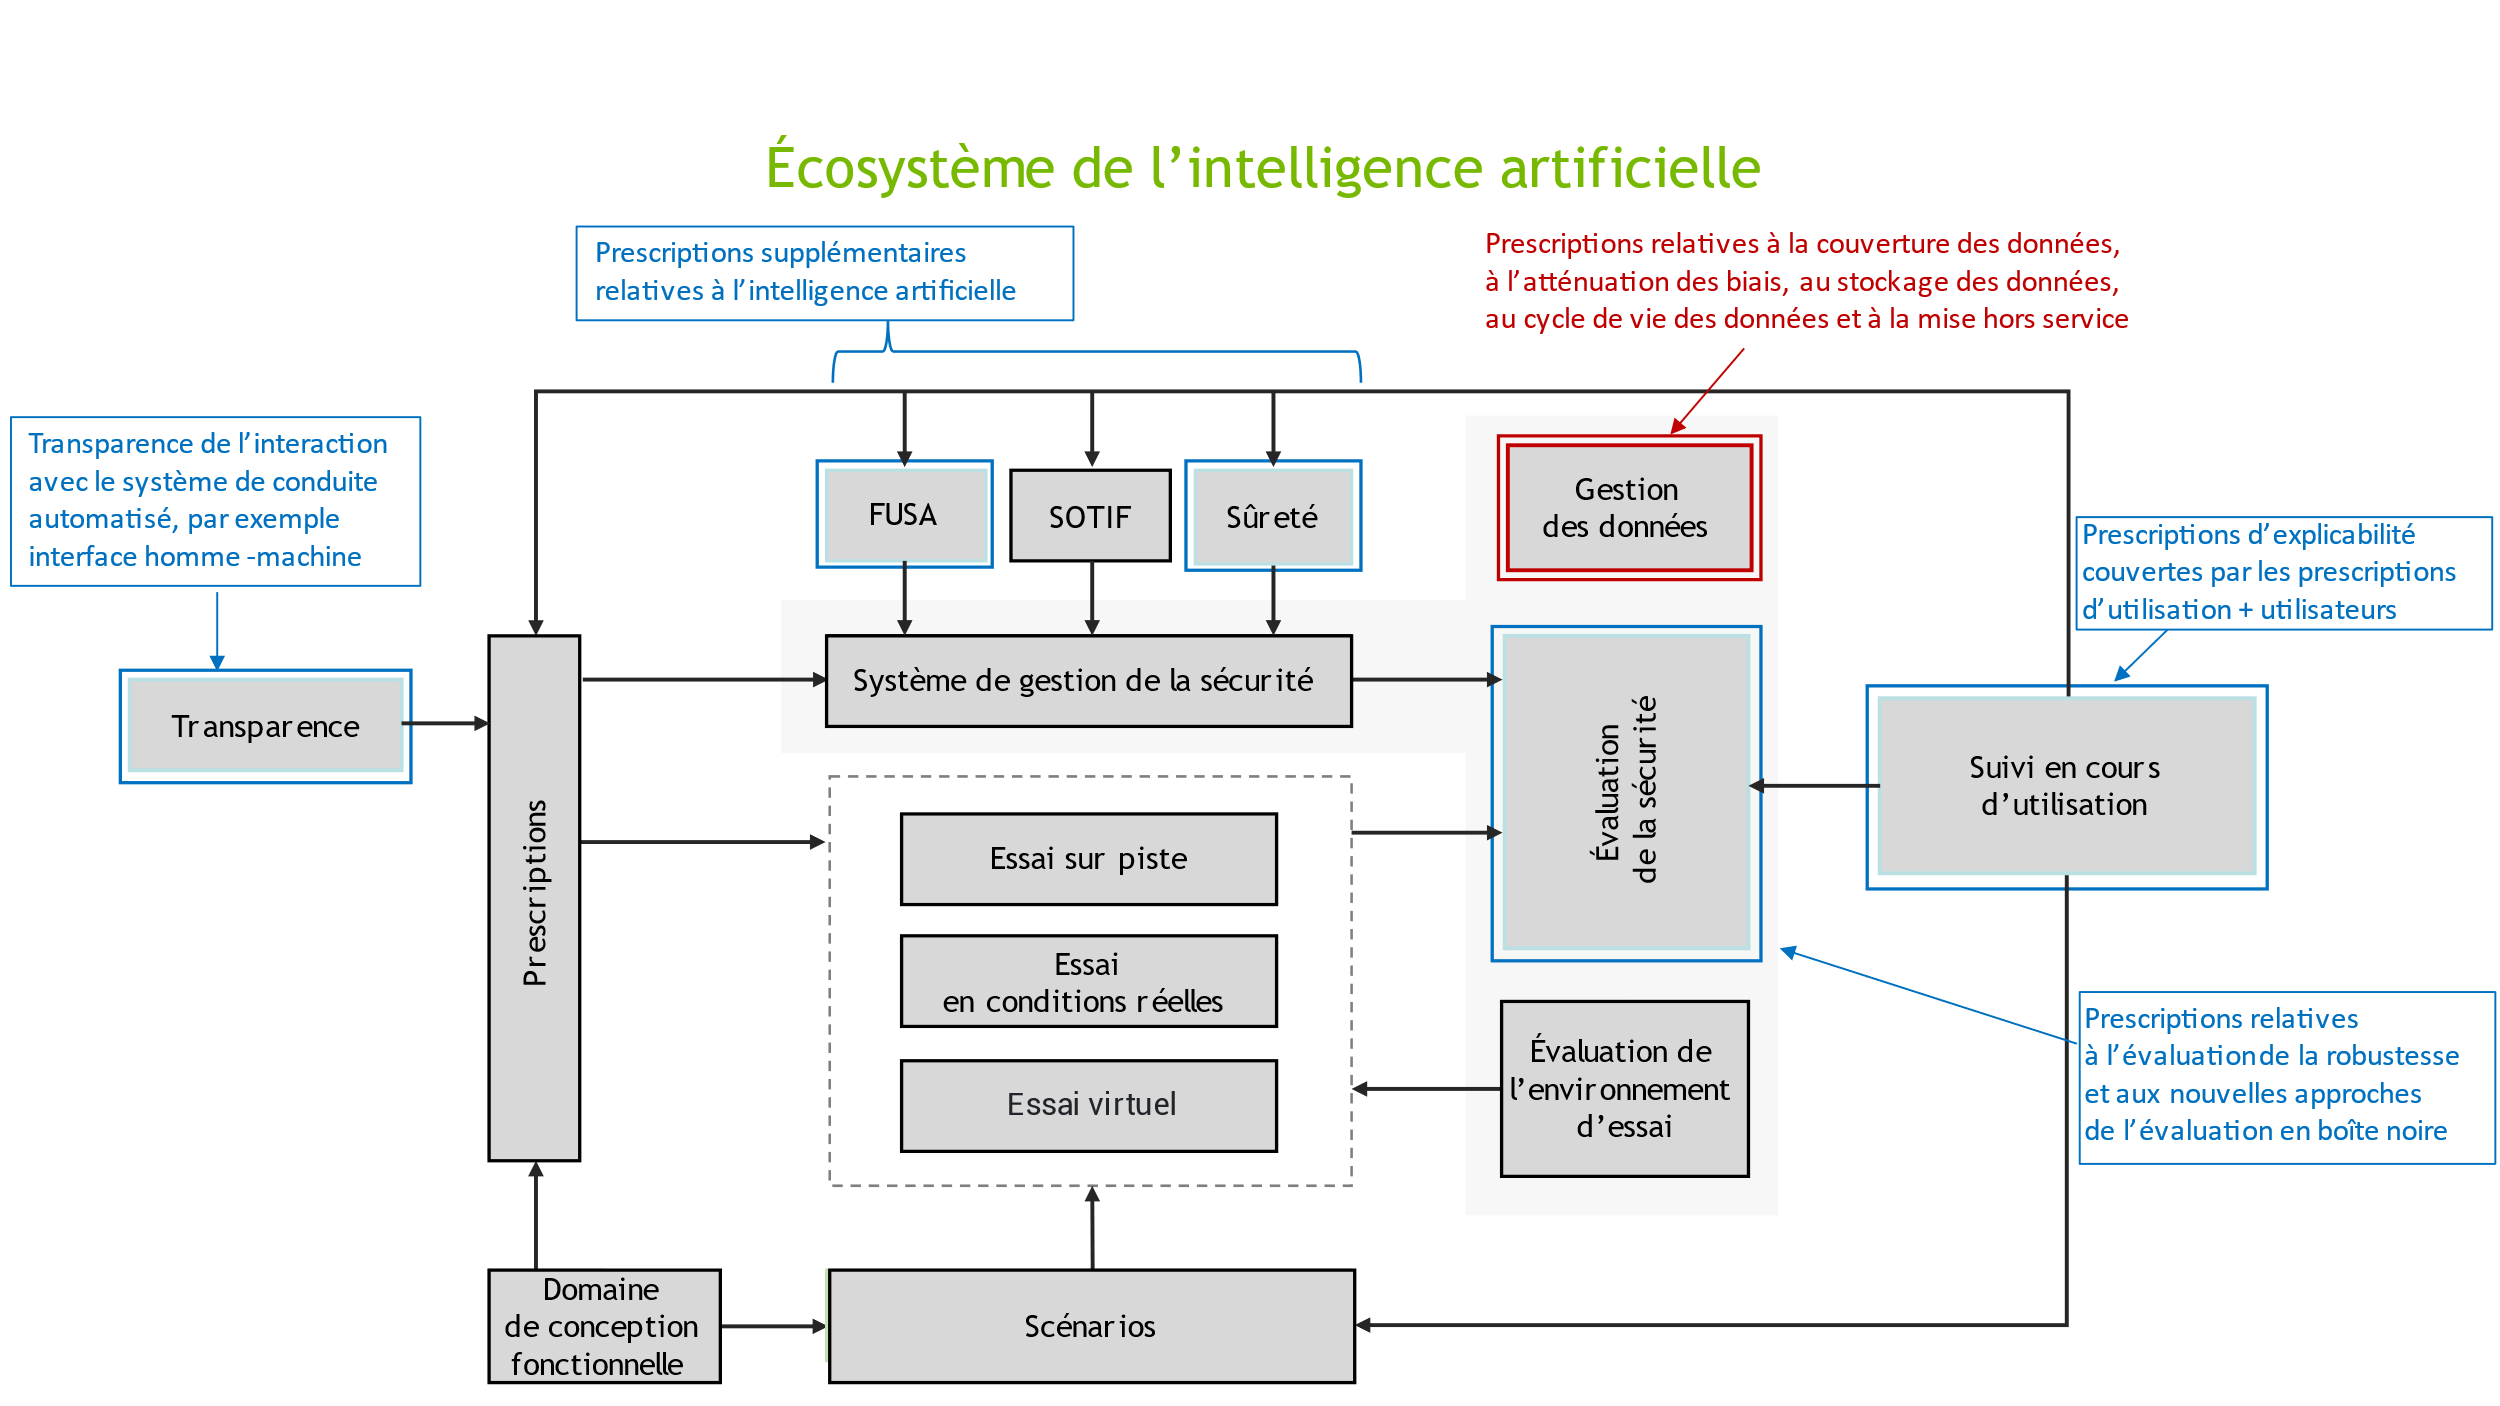 Écosystème de l’intelligence artificielle
Prescriptions supplémentaires
relatives à l’intelligence artificielle
Prescriptions relatives à la couverture des données,
à l’atténuation des biais, au stockage des données,
au cycle de vie des données et à la mise hors service
Transparence de l’interaction
avec le système de conduite
automatisé, par exemple
interface homme -machine
FUSA
SOTIF
Sûreté
Gestion
des données
Prescriptions d’explicabilité
couvertes par les prescriptions
d’utilisation + utilisateurs
Transparence
Prescriptions
Système de gestion de la sécurité
Évaluation
de la sécurité
Suivi en cours
d’utilisation
Essai sur piste
Essai
en conditions réelles
Essai virtuel
Évaluation de
l’environnement
d’essai
Prescriptions relatives
à l’évaluation de la robustesse
et aux nouvelles approches
de l’évaluation en boîte noire
Domaine
de conception
fonctionnelle
Scénarios